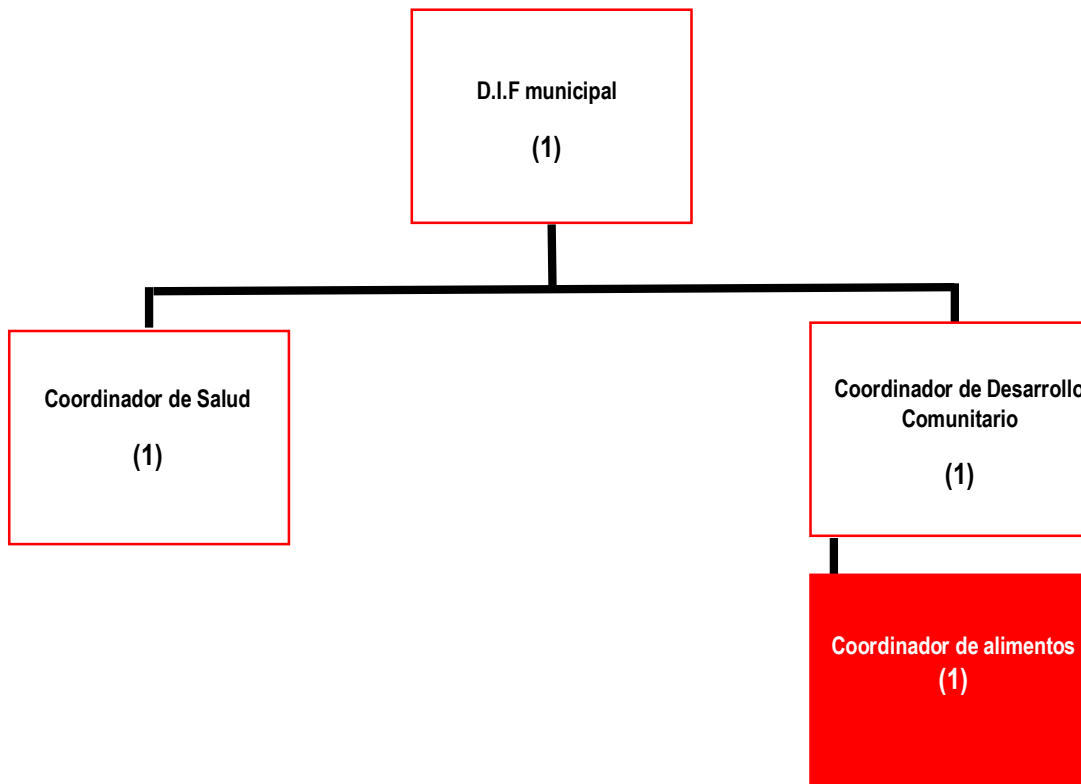 D.I.F municipal
(1)
Coordinador de Salud
(1)
Coordinador de Desarrollo
Comunitario
(1)
Coordinador de alimentos
(1)